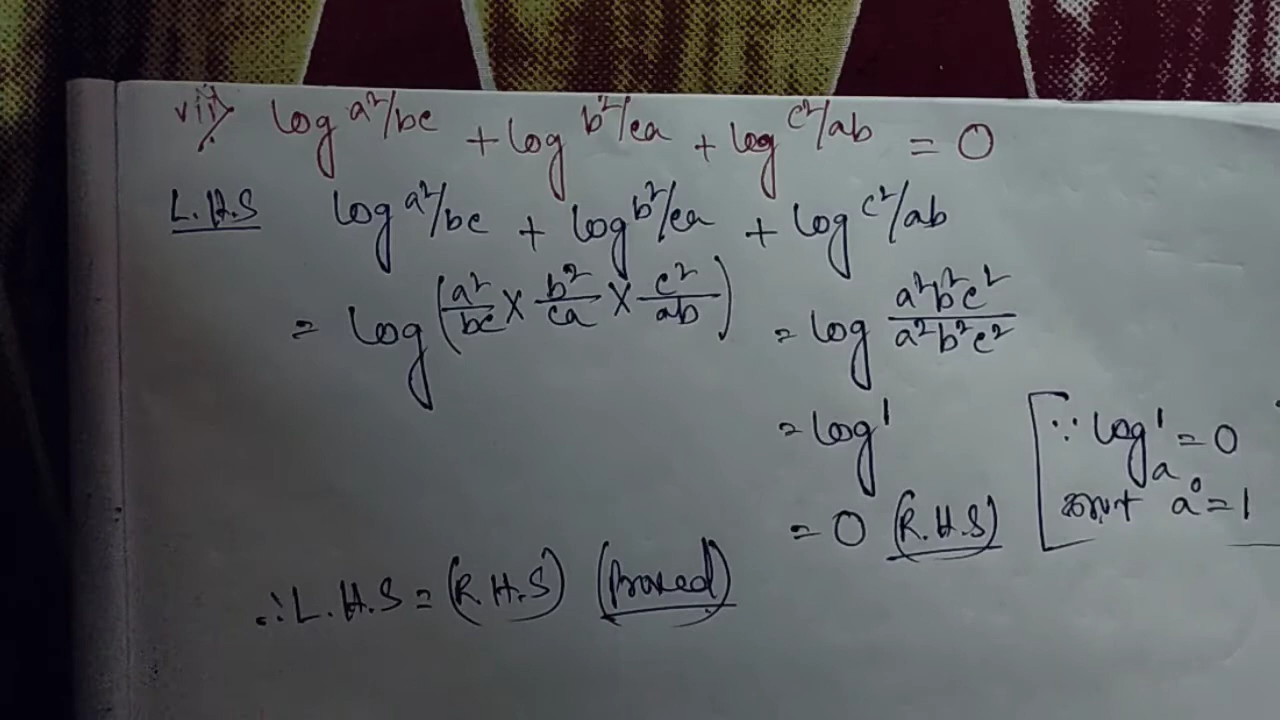 vii) log a²/bc + log b²/ca + log c²/ab = 0
L.H.S log a²/bc + log b²/ca + log c²/ab
= log (a²/bc × b²/ca × c²/ab) = log a²b²c²/a²b²c²
= log 1 [∵ logₐ 1 = 0
= 0 (R.H.S) a⁰ = 1
∴ L.H.S = (R.H.S) (Proved)